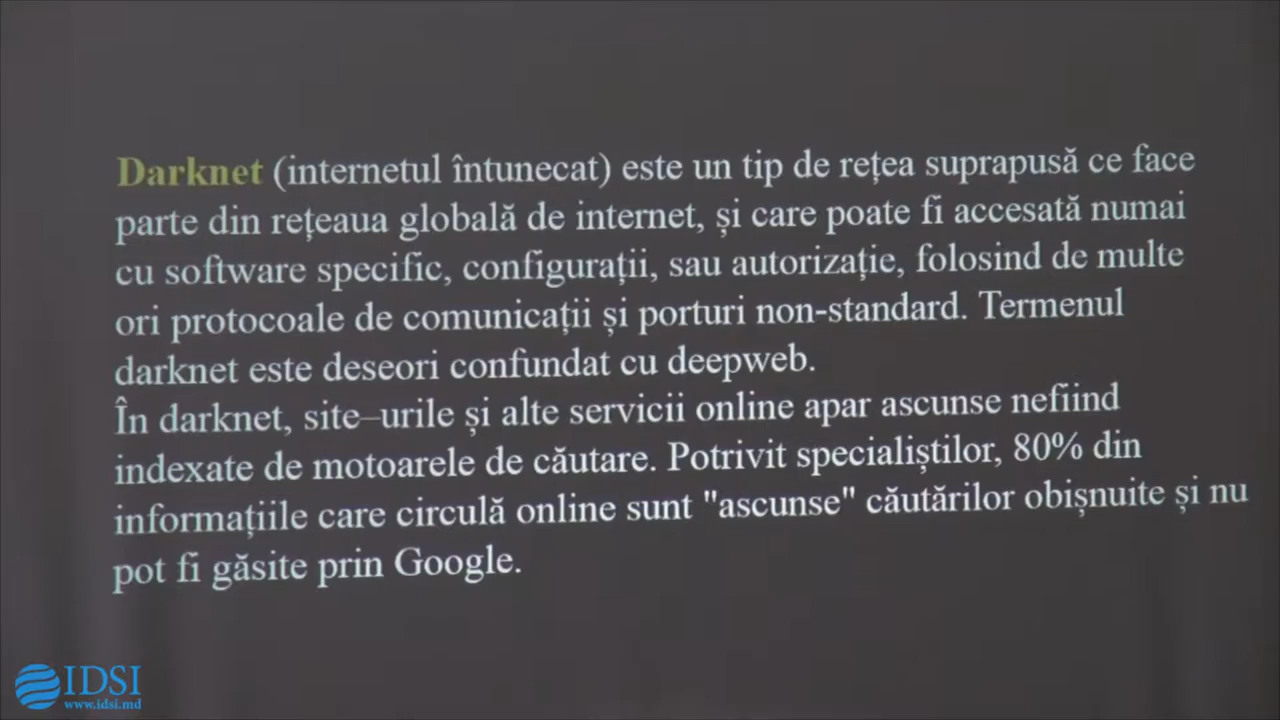 Darknet (internetul întunecat) este un tip de rețea suprapusă ce face
parte din rețeaua globală de internet, și care poate fi accesată numai
cu software specific, configurații, sau autorizație, folosind de multe
ori protocoale de comunicații și porturi non-standard. Termenul
darknet este deseori confundat cu deepweb.
În darknet, site–urile și alte servicii online apar ascunse nefiind
indexate de motoarele de căutare. Potrivit specialiștilor, 80% din
informațiile care circulă online sunt "ascunse" căutărilor obișnuite și nu
pot fi găsite prin Google.
IDSI
www.idsi.md